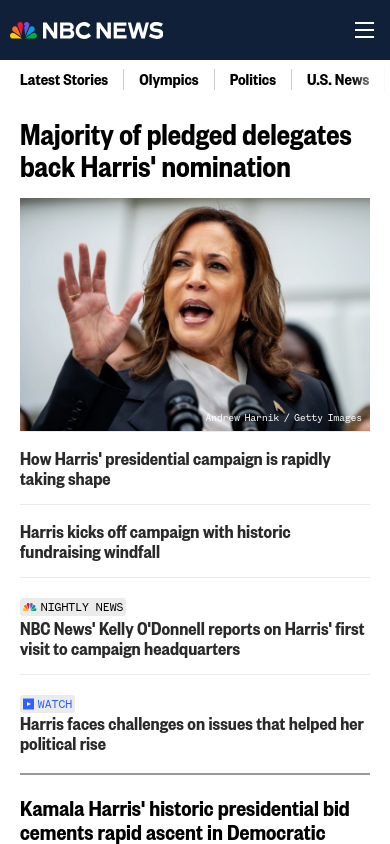 NBC NEWS
Latest Stories
Olympics
Politics
U.S. News
Majority of pledged delegates
back Harris' nomination
Andrew Harnik / Getty Images
How Harris' presidential campaign is rapidly
taking shape
Harris kicks off campaign with historic
fundraising windfall
NIGHTLY NEWS
NBC News' Kelly O'Donnell reports on Harris' first
visit to campaign headquarters
WATCH
Harris faces challenges on issues that helped her
political rise
Kamala Harris' historic presidential bid
cements rapid ascent in Democratic